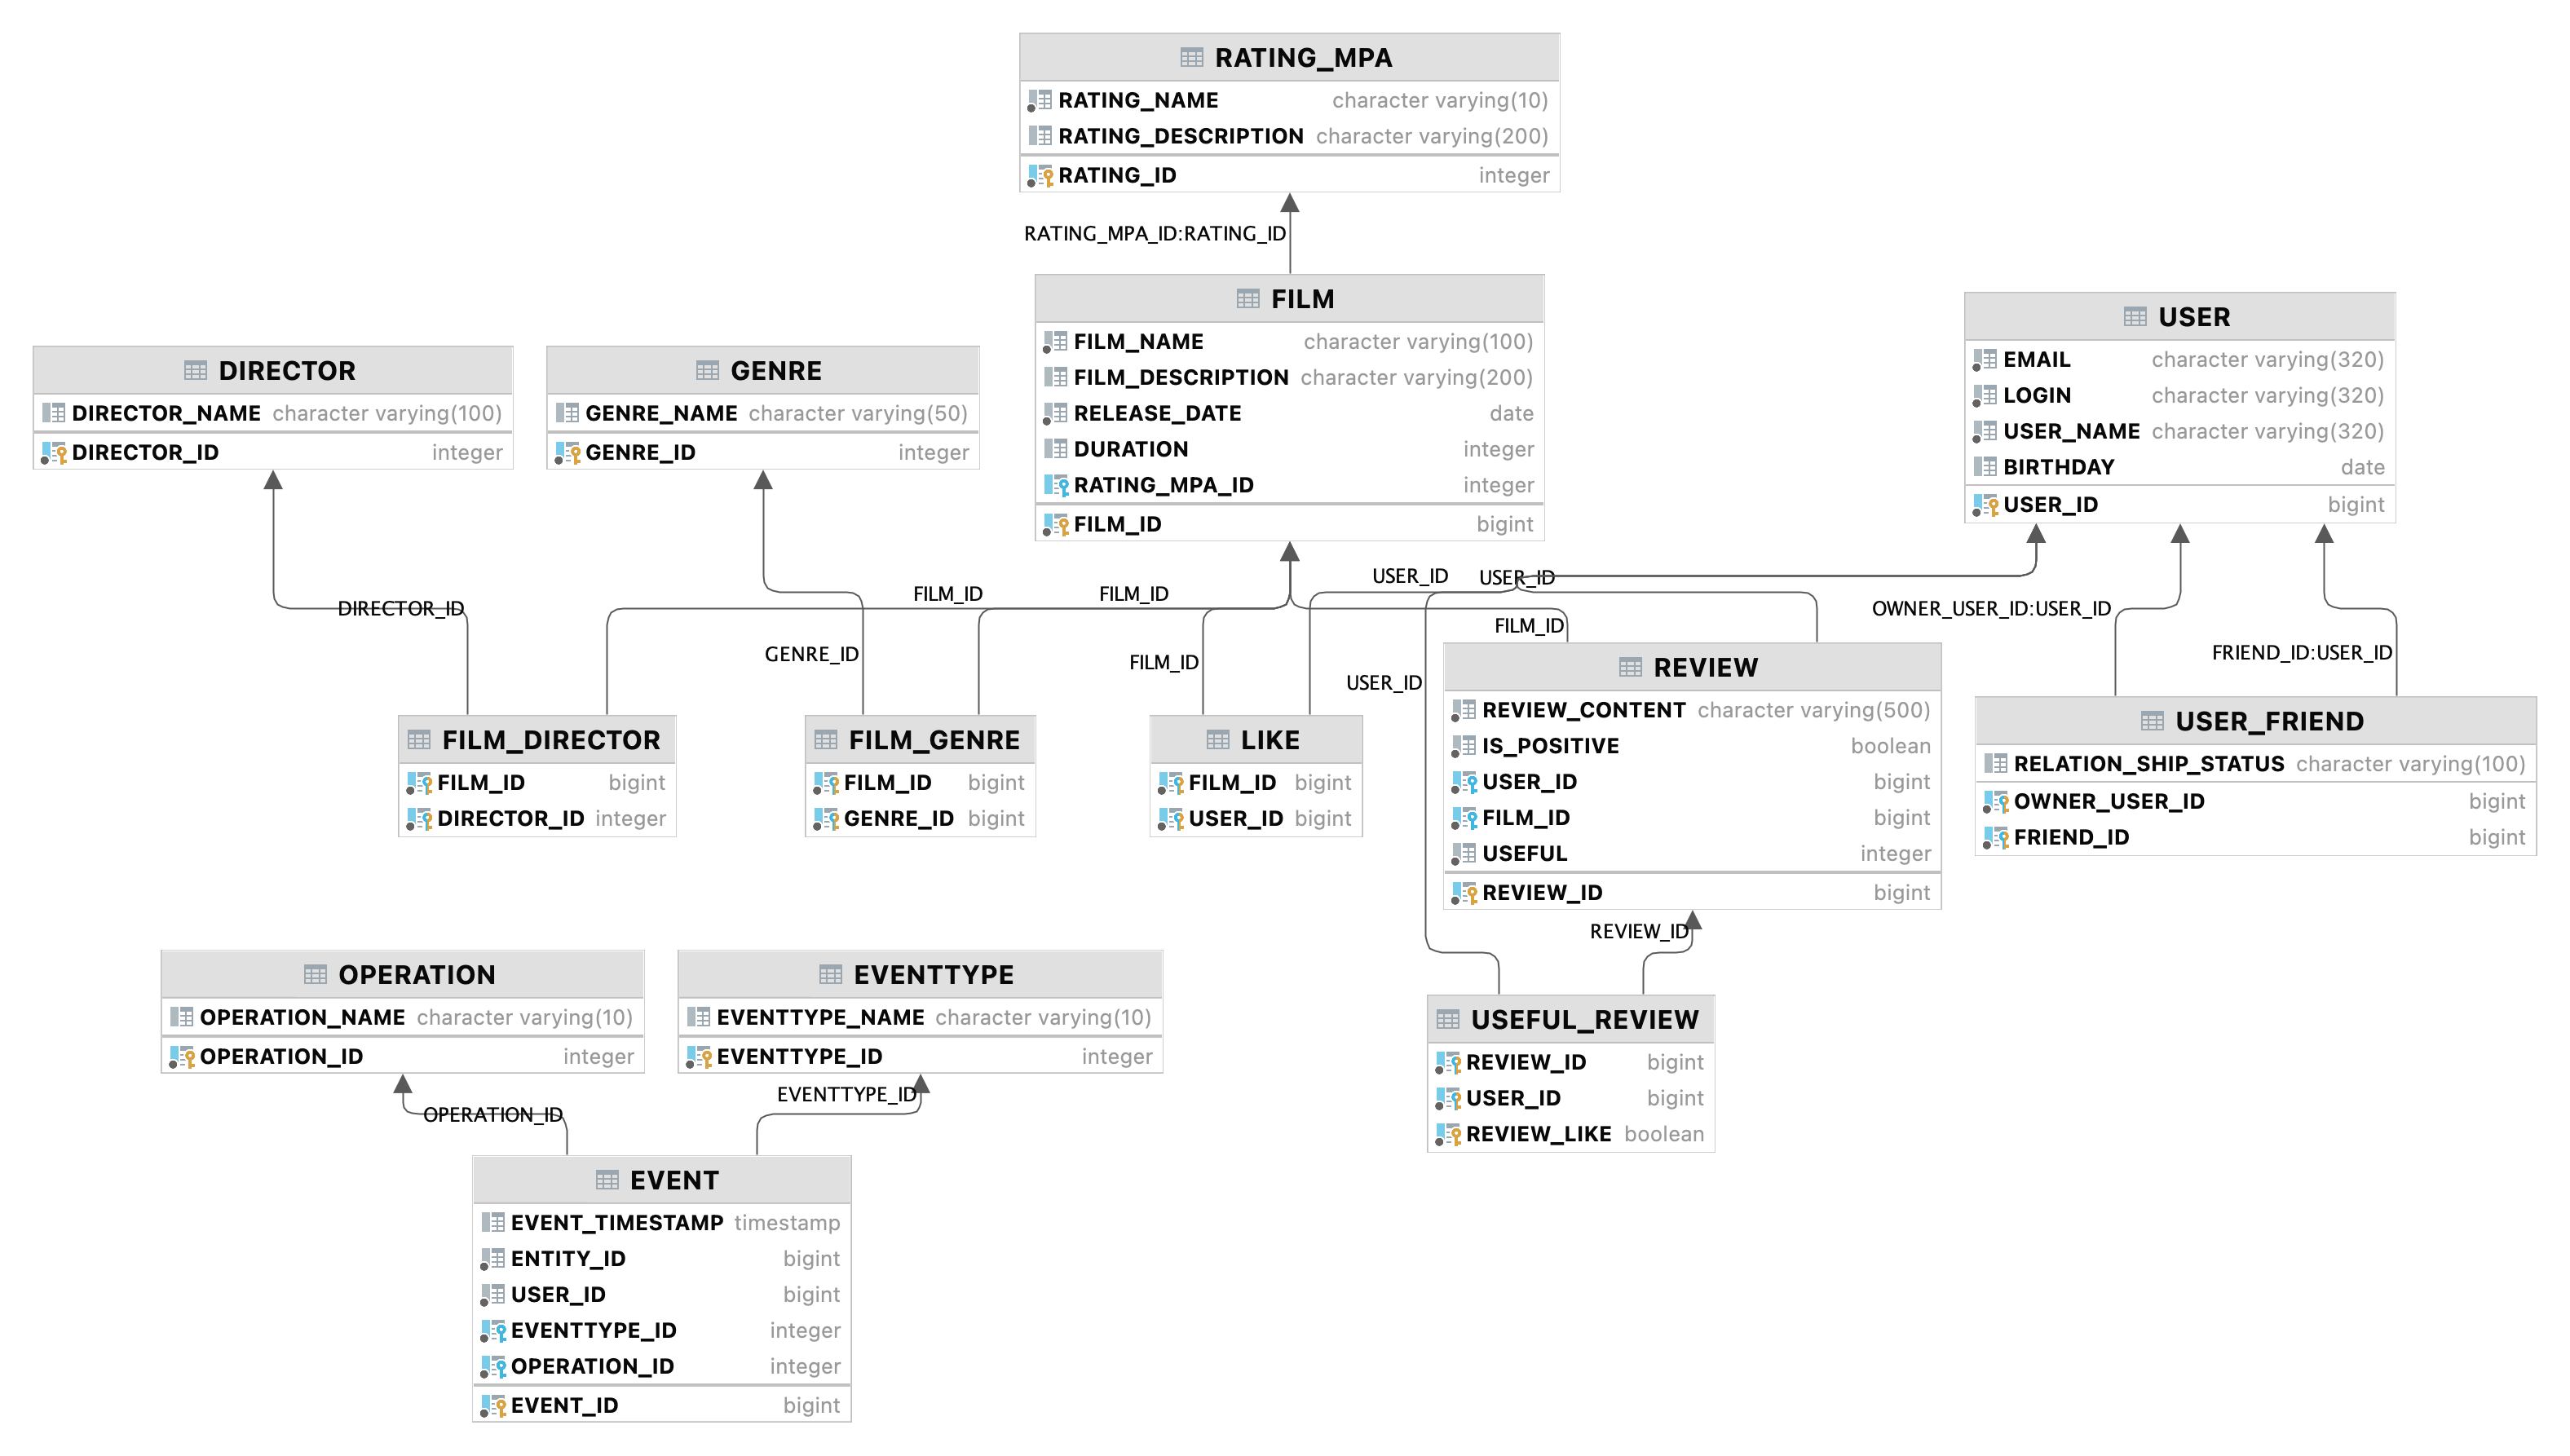 RATING_MPA
RATING_NAME character varying(10)
RATING_DESCRIPTION character varying(200)
RATING_ID integer
RATING_MPA_ID:RATING_ID
FILM
FILM_NAME character varying(100)
FILM_DESCRIPTION character varying(200)
RELEASE_DATE date
DURATION integer
RATING_MPA_ID integer
FILM_ID bigint
USER
EMAIL character varying(320)
LOGIN character varying(320)
USER_NAME character varying(320)
BIRTHDAY date
USER_ID bigint
DIRECTOR
DIRECTOR_NAME character varying(100)
DIRECTOR_ID integer
GENRE
GENRE_NAME character varying(50)
GENRE_ID integer
DIRECTOR_ID
FILM_ID
FILM_ID
USER_ID
USER_ID
OWNER_USER_ID:USER_ID
GENRE_ID
FILM_ID
FILM_ID
USER_ID
FRIEND_ID:USER_ID
FILM_DIRECTOR
FILM_ID bigint
DIRECTOR_ID integer
FILM_GENRE
FILM_ID bigint
GENRE_ID bigint
LIKE
FILM_ID bigint
USER_ID bigint
REVIEW
REVIEW_CONTENT character varying(500)
IS_POSITIVE boolean
USER_ID bigint
FILM_ID bigint
USEFUL integer
REVIEW_ID bigint
USER_FRIEND
RELATION_SHIP_STATUS character varying(100)
OWNER_USER_ID bigint
FRIEND_ID bigint
REVIEW_ID
OPERATION
OPERATION_NAME character varying(10)
OPERATION_ID integer
EVENTTYPE
EVENTTYPE_NAME character varying(10)
EVENTTYPE_ID integer
USEFUL_REVIEW
REVIEW_ID bigint
USER_ID bigint
REVIEW_LIKE boolean
OPERATION_ID
EVENTTYPE_ID
EVENT
EVENT_TIMESTAMP timestamp
ENTITY_ID bigint
USER_ID bigint
EVENTTYPE_ID integer
OPERATION_ID integer
EVENT_ID bigint